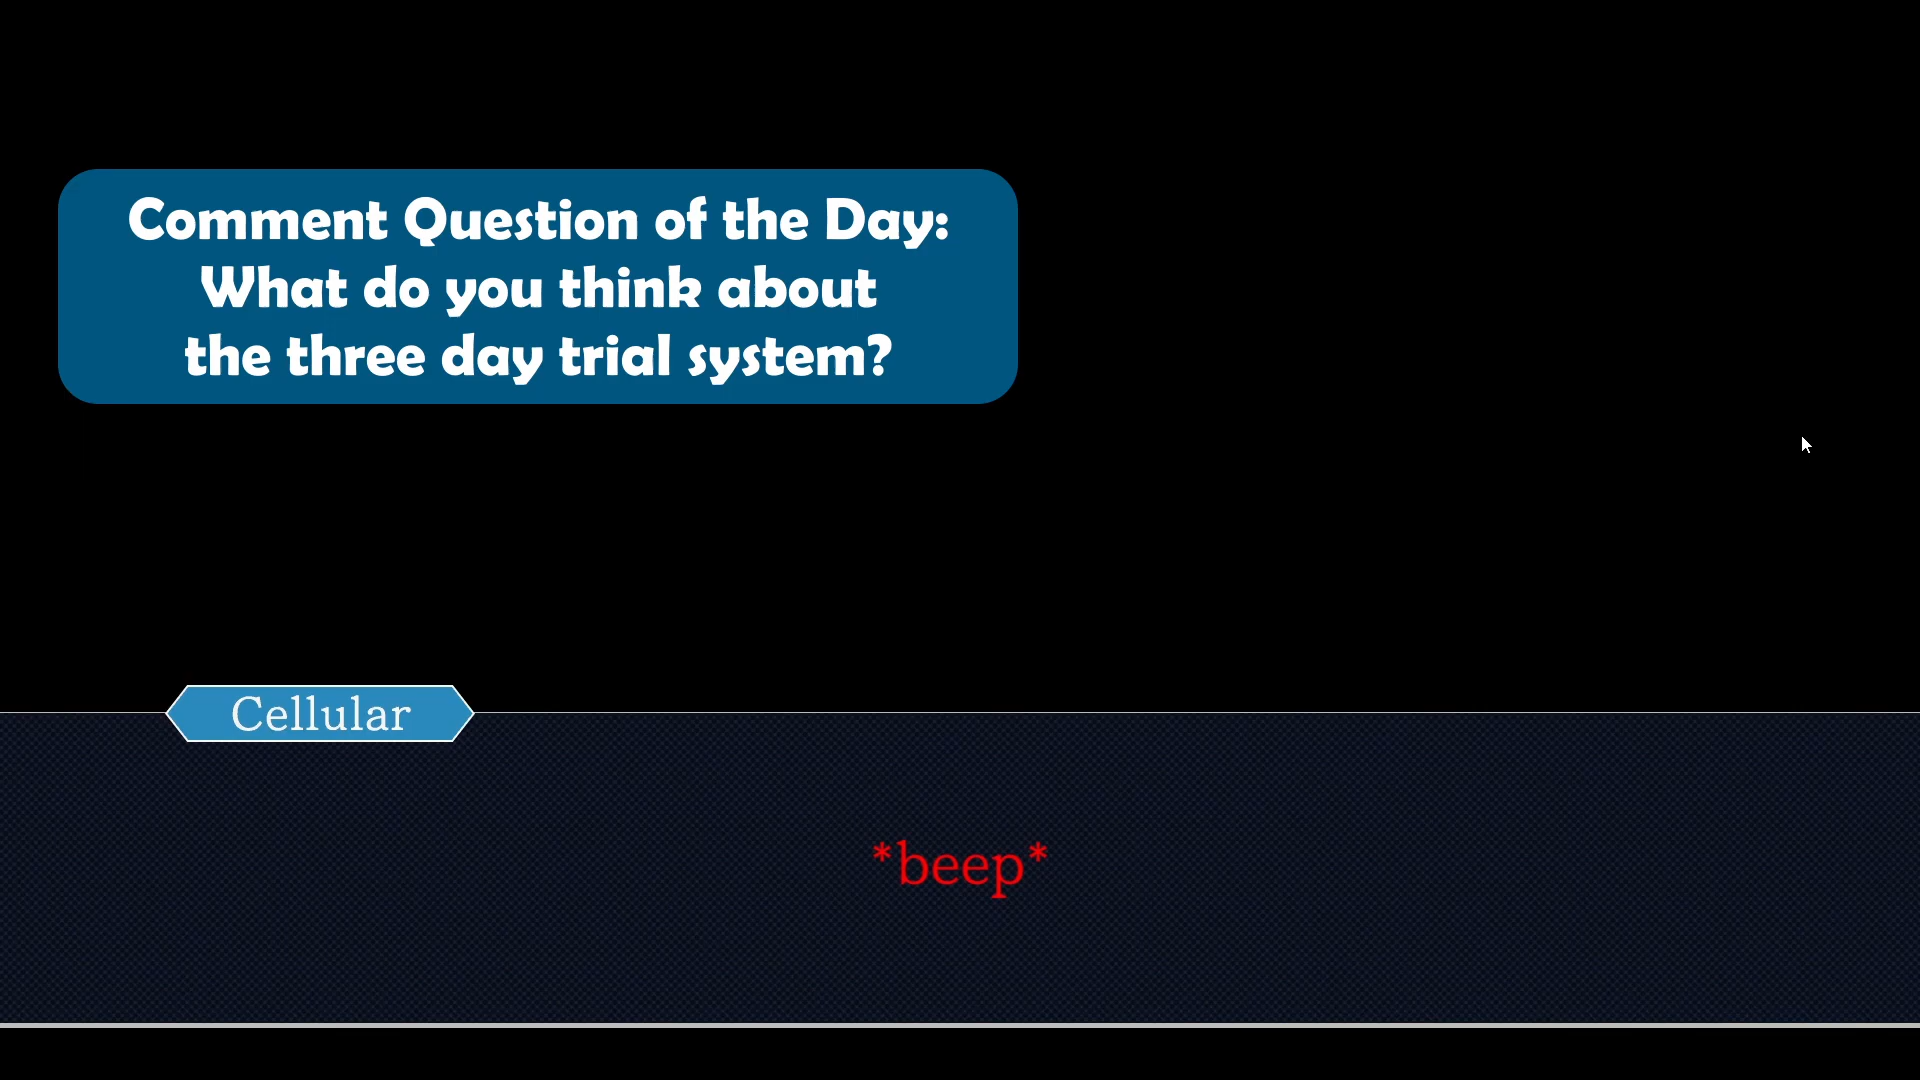 Comment Question of the Day:
What do you think about
the three day trial system?
Cellular
*beep*